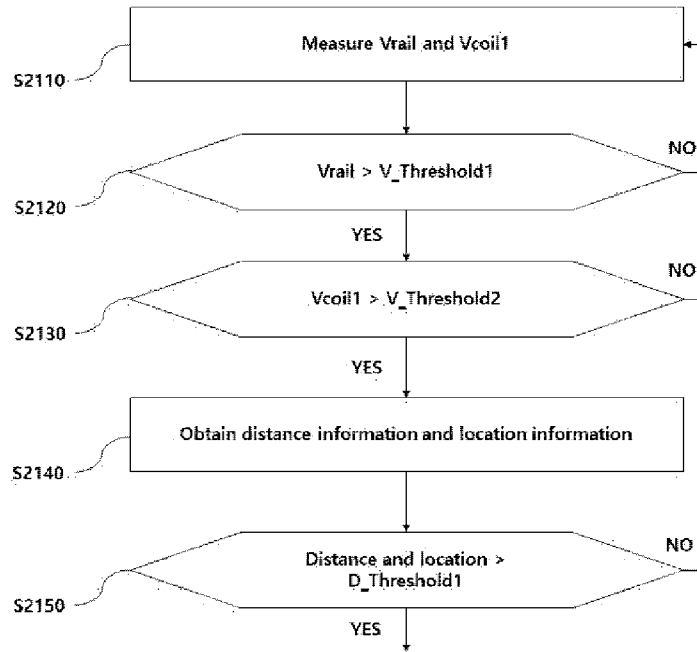 Measure Vrail and Vcoil1
S2110
NO
Vrail > V_Threshold1
S2120
YES
NO
Vcoil1 > V_Threshold2
S2130
YES
Obtain distance information and location information
S2140
NO
Distance and location >
D_Threshold1
S2150
YES